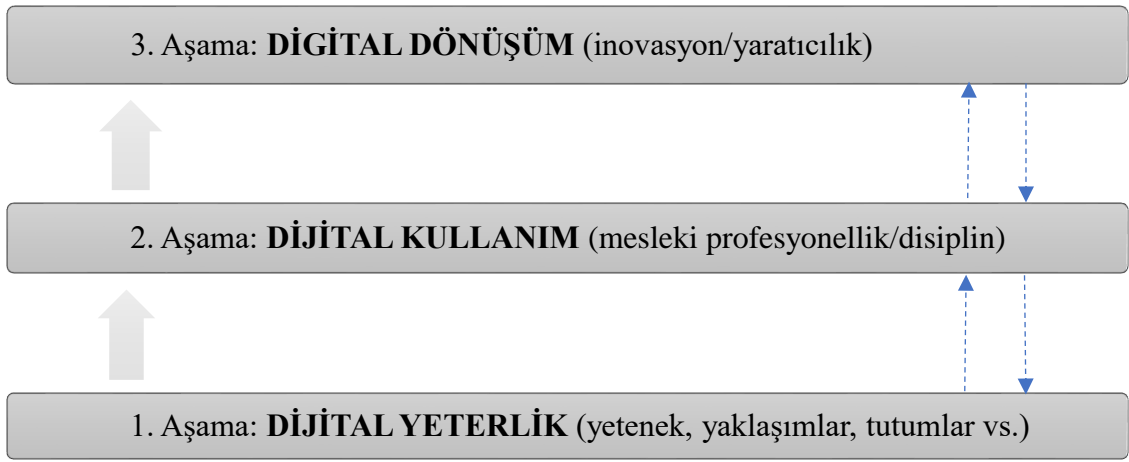 3. Aşama: DİGİTAL DÖNÜŞÜM (inovasyon/yaratıcılık)
2. Aşama: DİJİTAL KULLANIM (mesleki profesyonellik/disiplin)
1. Aşama: DİJİTAL YETERLİK (yetenek, yaklaşımlar, tutumlar vs.)